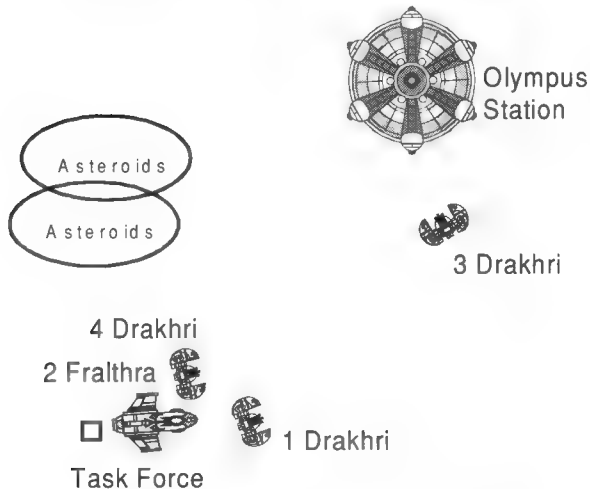 Olympus
Station
Asteroids
Asteroids
3 Drakhri
4 Drakhri
2 Fralthra
1 Drakhri
Task Force